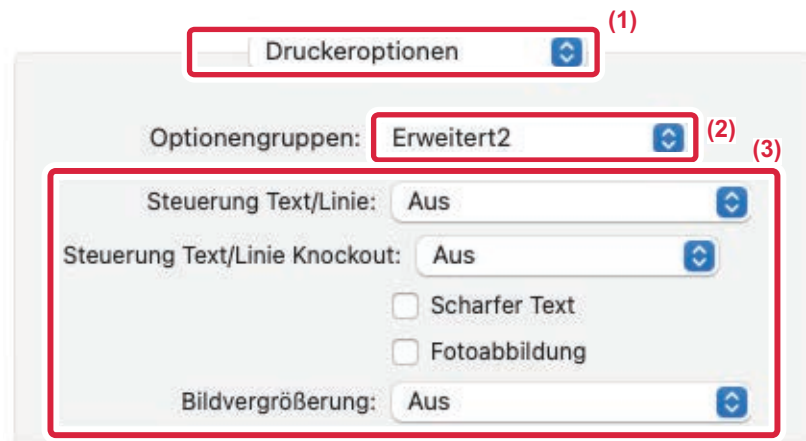 (1)
Druckeroptionen
Optionengruppen: Erweitert2 (2)
(3)
Steuerung Text/Linie: Aus
Steuerung Text/Linie Knockout: Aus
Scharfer Text
Fotoabbildung
Bildvergrößerung: Aus